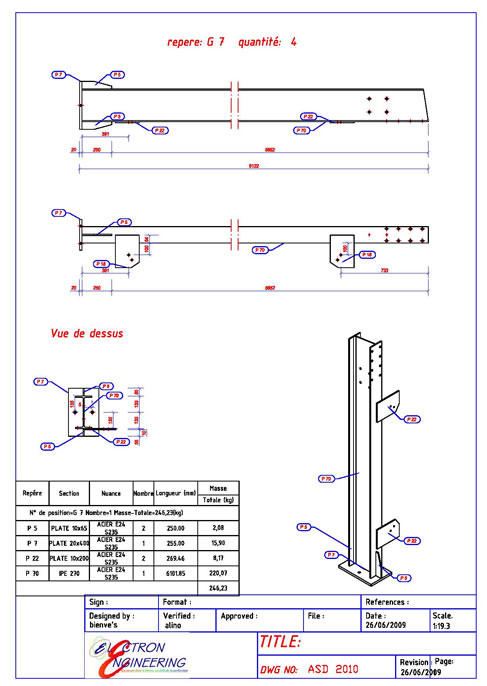 repere: G 7 quantité: 4
P 7
P 5
P 5
P 22
P 22
P 70
391
20
250
6122
P 7
P 5
P 70
P 18
P 18
391
733
20
250
Vue de dessus
P 7
P 5
P 70
P 22
P 5
P 22
P 70
P 22
P 5
P 7
P 5
Repère Section Nuance Nombre Longueur (mm) Masse Totale (kg)
N° de position=G 7 Nombre=1 Masse-Totale=246,23(kg)
P 5 PLATE 10x65 ACIER E24 S235 2 250.00 2,08
P 7 PLATE 20x400 ACIER E24 S235 1 255.00 15,90
P 22 PLATE 10x200 ACIER E24 S235 2 269.46 8,17
P 70 IPE 270 ACIER E24 S235 1 6101.85 220,07
246,23
Sign : Format : References :
Designed by : bienve's
Verified : alino
Approved :
File :
Date : 26/06/2009
Scale. 1:19.3
ELECTRON ENGINEERING
TITLE:
DWG NO: ASD 2010
Revision : 26/06/2009
Page: